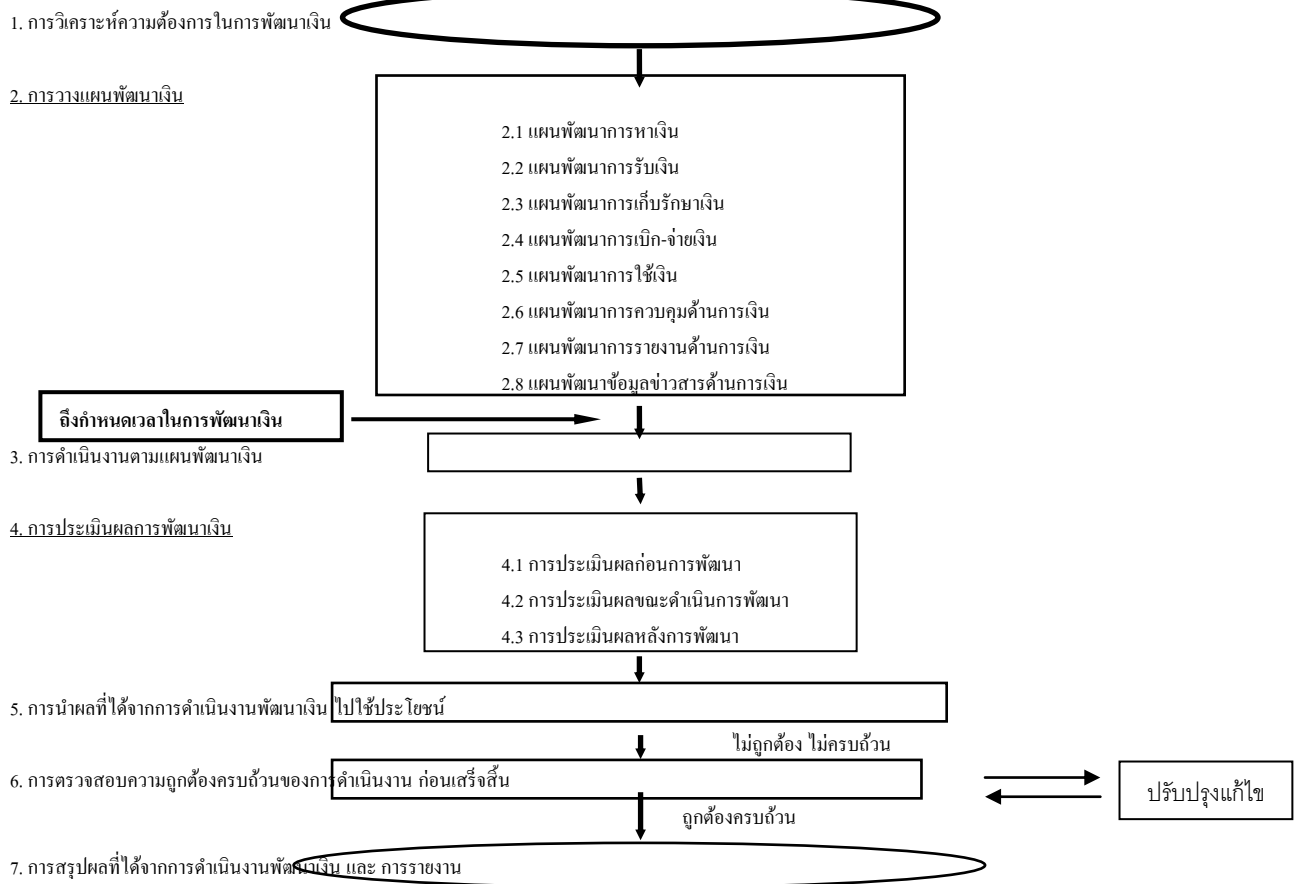 1. การวิเคราะห์ความต้องการในการพัฒนาเงิน
2. การวางแผนพัฒนาเงิน
2.1 แผนพัฒนาการหาเงิน
2.2 แผนพัฒนาการรับเงิน
2.3 แผนพัฒนาการเก็บรักษาเงิน
2.4 แผนพัฒนาการเบิก-จ่ายเงิน
2.5 แผนพัฒนาการใช้เงิน
2.6 แผนพัฒนาการควบคุมด้านการเงิน
2.7 แผนพัฒนาการรายงานด้านการเงิน
2.8 แผนพัฒนาข้อมูลข่าวสารด้านการเงิน
ถึงกำหนดเวลาในการพัฒนาเงิน
3. การดำเนินงานตามแผนพัฒนาเงิน
4. การประเมินผลการพัฒนาเงิน
4.1 การประเมินผลก่อนการพัฒนา
4.2 การประเมินผลขณะดำเนินการพัฒนา
4.3 การประเมินผลหลังการพัฒนา
5. การนำผลที่ได้จากการดำเนินงานพัฒนาเงิน ไปใช้ประโยชน์
ไม่ถูกต้อง ไม่ครบถ้วน
6. การตรวจสอบความถูกต้องครบถ้วนของการดำเนินงาน ก่อนเสร็จสิ้น
ปรับปรุงแก้ไข
ถูกต้องครบถ้วน
7. การสรุปผลที่ได้จากการดำเนินงานพัฒนาเงิน และ การรายงาน